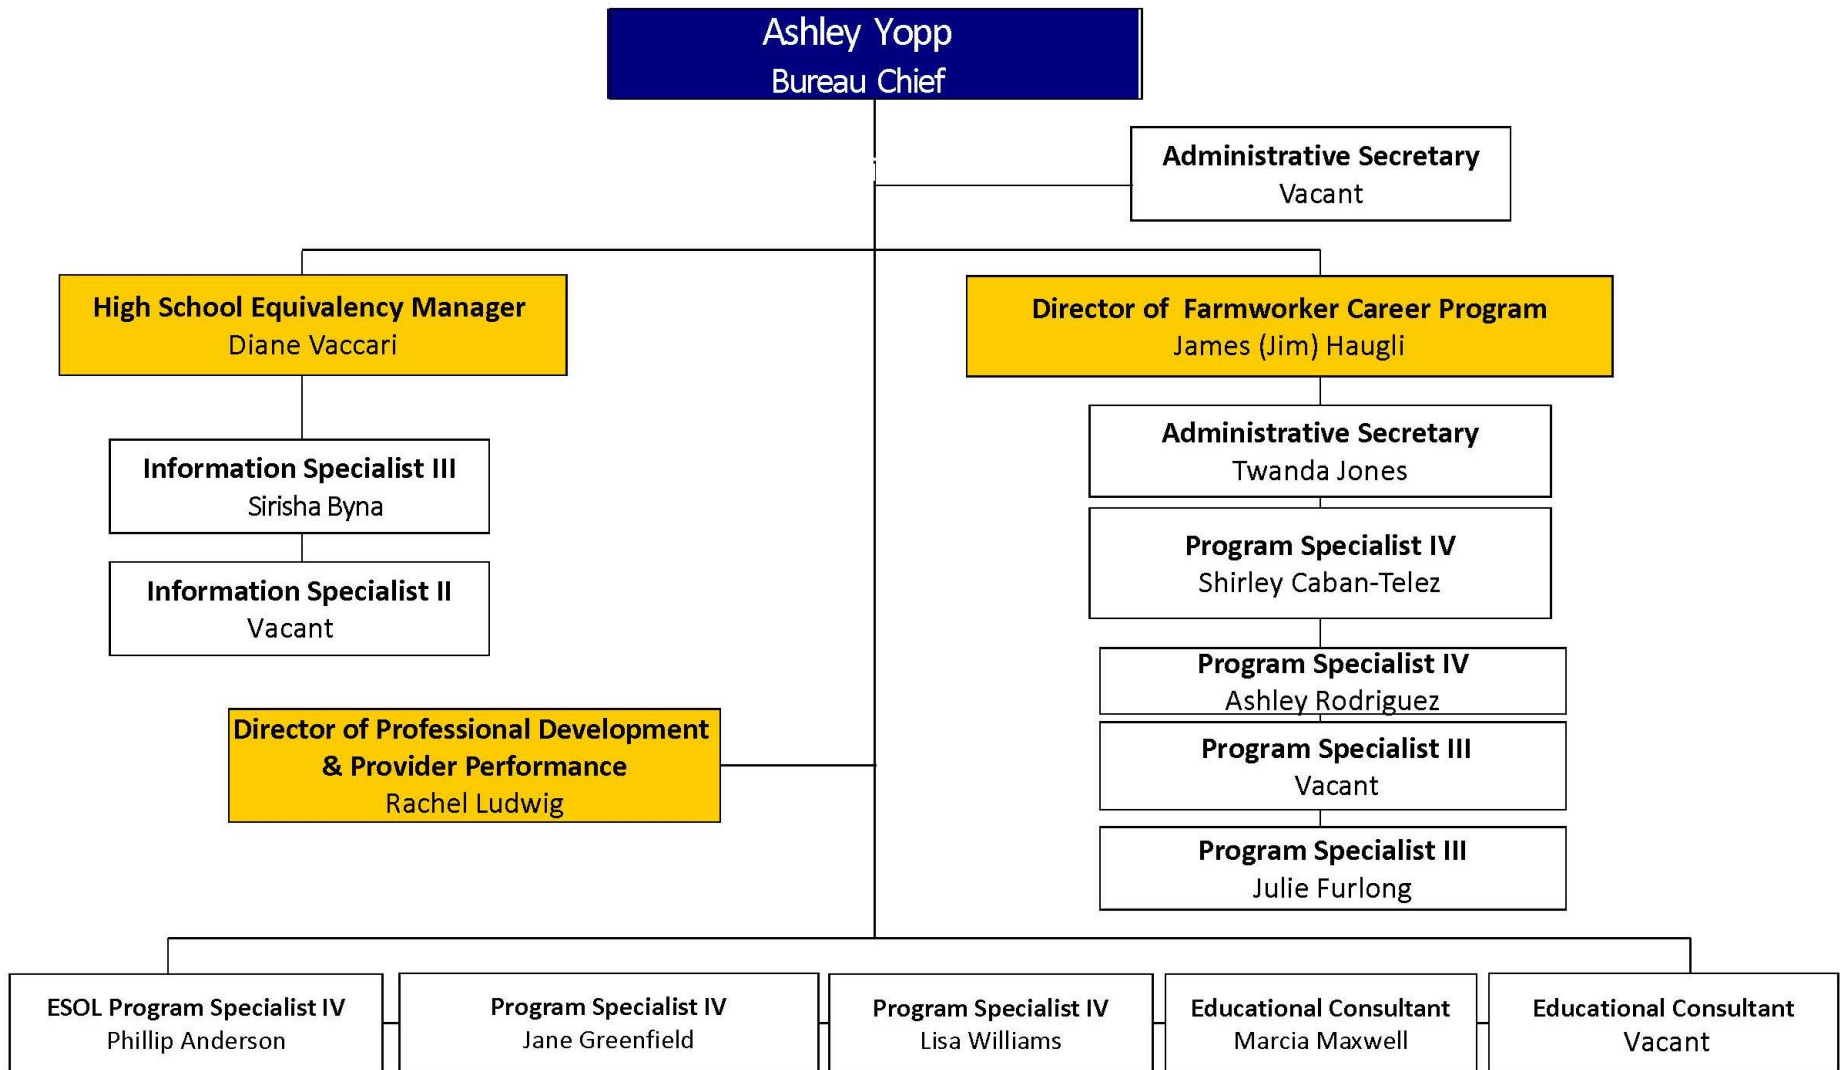 Ashley Yopp
Bureau Chief
Administrative Secretary
Vacant
High School Equivalency Manager
Diane Vaccari
Director of Farmworker Career Program
James (Jim) Haugli
Administrative Secretary
Twanda Jones
Information Specialist III
Sirisha Byna
Program Specialist IV
Shirley Caban-Telez
Information Specialist II
Vacant
Program Specialist IV
Ashley Rodriguez
Director of Professional Development
& Provider Performance
Rachel Ludwig
Program Specialist III
Vacant
Program Specialist III
Julie Furlong
ESOL Program Specialist IV
Phillip Anderson
Program Specialist IV
Jane Greenfield
Program Specialist IV
Lisa Williams
Educational Consultant
Marcia Maxwell
Educational Consultant
Vacant